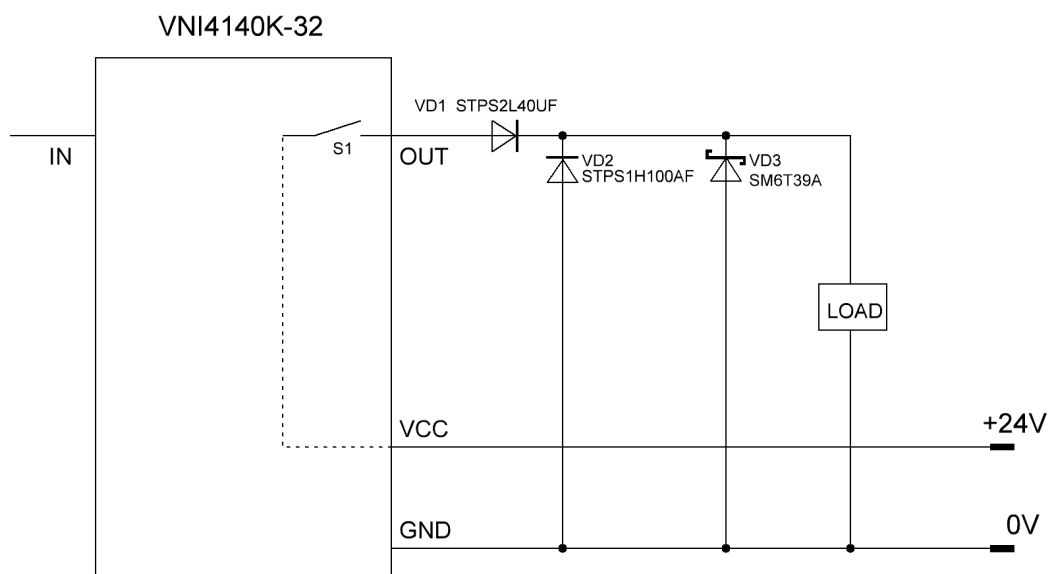 VNI4140K-32
VD1 STPS2L40UF
IN
S1
OUT
VD2
STPS1H100AF
VD3
SM6T39A
LOAD
VCC
+24V
GND
0V